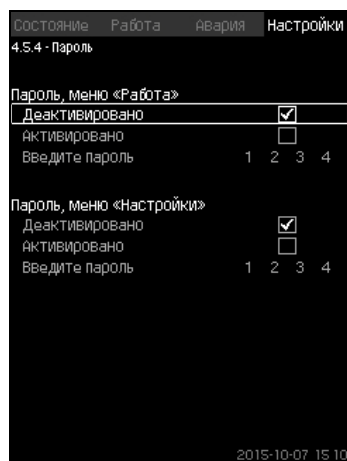 Состояние Работа Авария Настройки
4.5.4 - Пароль
Пароль, меню «Работа»
Деактивировано
Активировано
Введите пароль 1 2 3 4
Пароль, меню «Настройки»
Деактивировано
Активировано
Введите пароль 1 2 3 4
2015-10-07 15 10